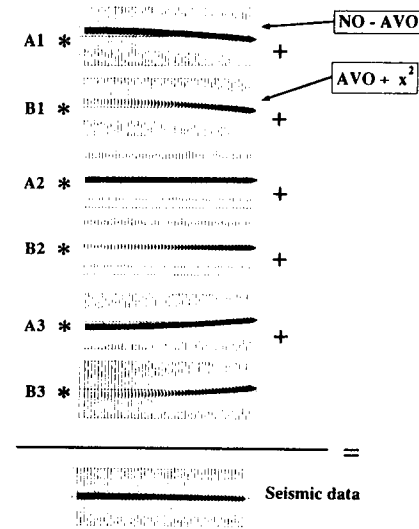 NO - AVO
A1 *
+
AVO + x²
B1 *
+
A2 *
+
B2 *
+
A3 *
+
B3 *
=
Seismic data